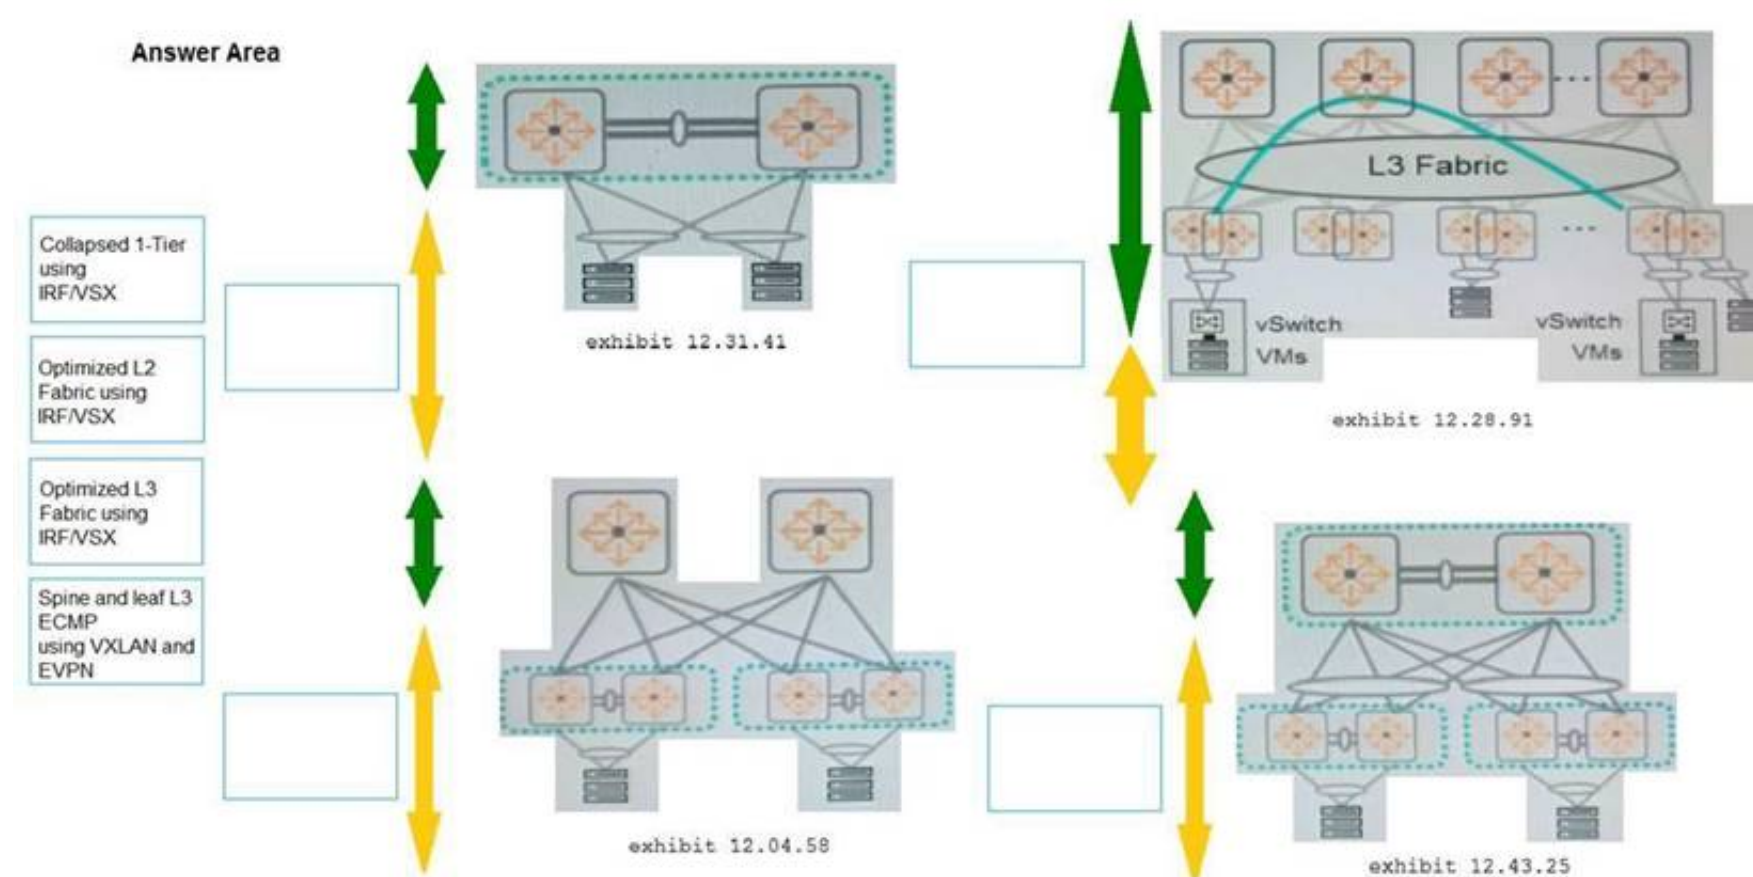 Answer Area
Collapsed 1-Tier
using
IRF/VSX
Optimized L2
Fabric using
IRF/VSX
Optimized L3
Fabric using
IRF/VSX
Spine and leaf L3
ECMP
using VXLAN and
EVPN
exhibit 12.31.41
L3 Fabric
vSwitch
VMs
vSwitch
VMs
exhibit 12.28.91
exhibit 12.04.58
exhibit 12.43.25